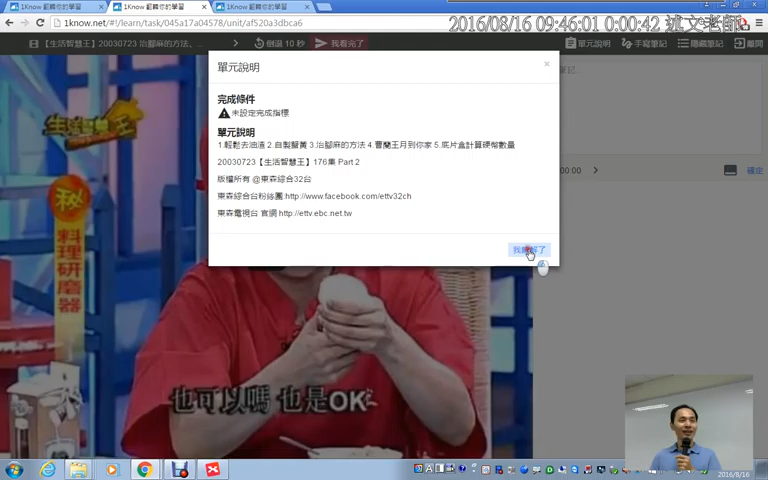 1Know 翻轉你的學習
1Know 翻轉你的學習
1Know 翻轉你的學習
1know.net/#!/learn/task/045a17a04578/unit/af520a3dbca6
2016/08/16 09:46:01 0:00:42 述文老師
【生活智慧王】20030723 治腳麻的方法、...
倒退 10 秒
我看完了
單元說明
手寫筆記
隱藏筆記
離開
單元說明
×
完成條件
未設定完成指標
單元說明
1.輕鬆去油漬 2.自製蟹黃 3.治腳麻的方法 4.曹蘭王月到你家 5.底片盒計算硬幣數量
20030723【生活智慧王】176集 Part 2
版權所有 @東森綜合32台
東森綜合台粉絲團:http://www.facebook.com/ettv32ch
東森電視台 官網 http://ettv.ebc.net.tw
00:00
確定
生活智慧王
秘
料理研磨器
也可以嗎 也是OK
2016/8/16